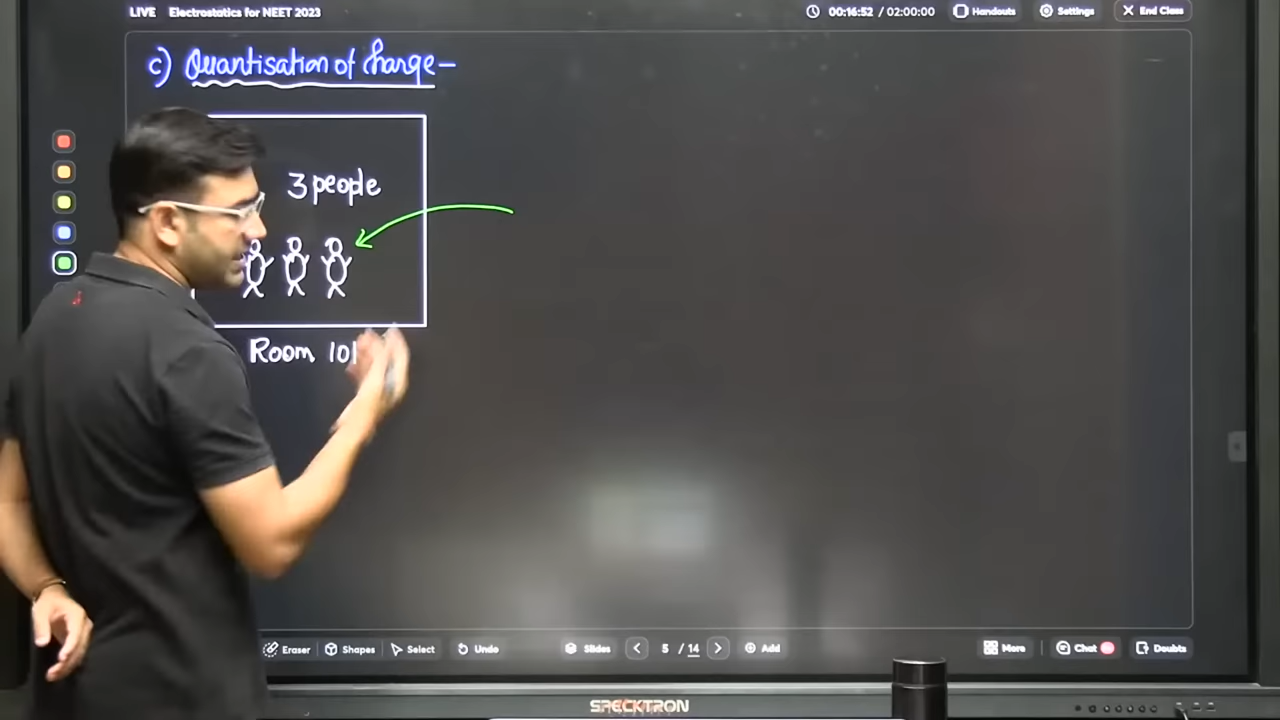 LIVE Electrostatics for NEET 2023 00:16:52 / 02:00:00 Handouts Settings End Class
c) Quantisation of Charge-
3 people
Room 101
Eraser Shapes Select Undo Slides 5 / 14 Add More Chat Doubts
SPECKTRON